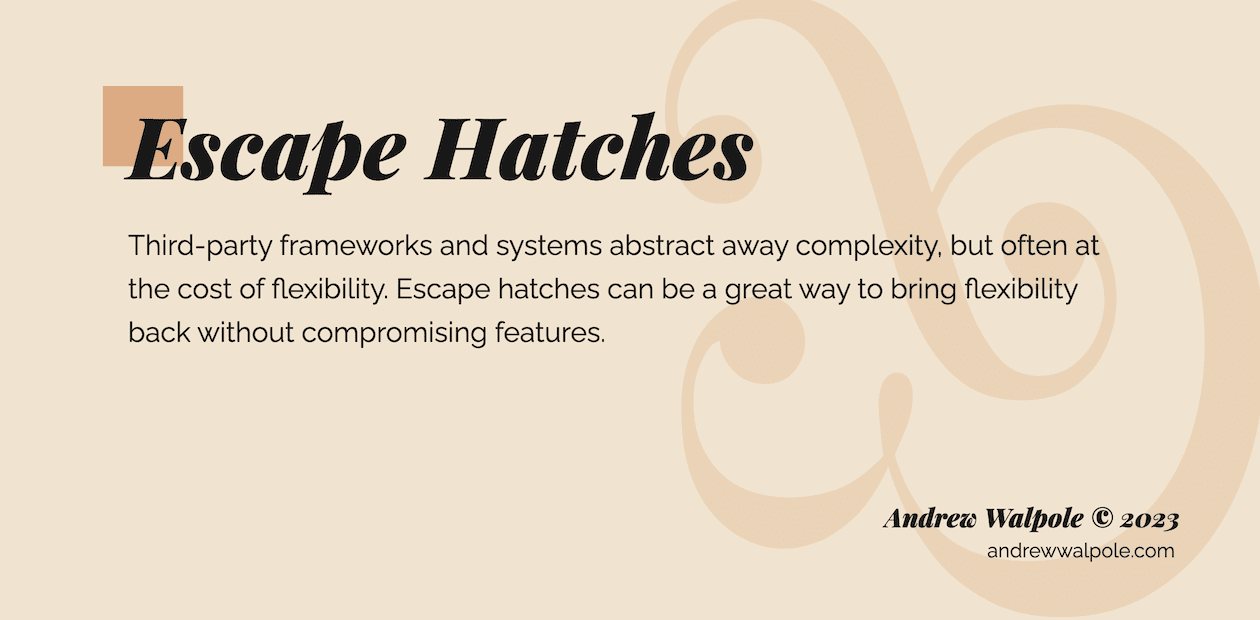 Escape Hatches
Third-party frameworks and systems abstract away complexity, but often at
the cost of flexibility. Escape hatches can be a great way to bring flexibility
back without compromising features.
Andrew Walpole © 2023
andrewwalpole.com